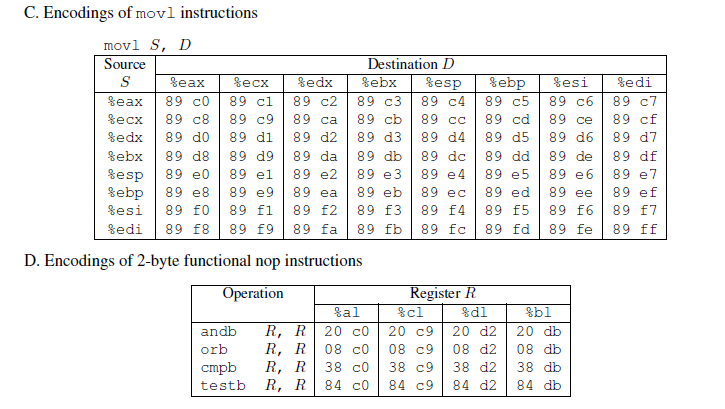 C. Encodings of movl instructions
movl S, D
Source Destination D
S %eax %ecx %edx %ebx %esp %ebp %esi %edi
%eax 89 c0 89 c1 89 c2 89 c3 89 c4 89 c5 89 c6 89 c7
%ecx 89 c8 89 c9 89 ca 89 cb 89 cc 89 cd 89 ce 89 cf
%edx 89 d0 89 d1 89 d2 89 d3 89 d4 89 d5 89 d6 89 d7
%ebx 89 d8 89 d9 89 da 89 db 89 dc 89 dd 89 de 89 df
%esp 89 e0 89 e1 89 e2 89 e3 89 e4 89 e5 89 e6 89 e7
%ebp 89 e8 89 e9 89 ea 89 eb 89 ec 89 ed 89 ee 89 ef
%esi 89 f0 89 f1 89 f2 89 f3 89 f4 89 f5 89 f6 89 f7
%edi 89 f8 89 f9 89 fa 89 fb 89 fc 89 fd 89 fe 89 ff
D. Encodings of 2-byte functional nop instructions
Operation Register R
%al %cl %dl %bl
andb R, R 20 c0 20 c9 20 d2 20 db
orb R, R 08 c0 08 c9 08 d2 08 db
cmpb R, R 38 c0 38 c9 38 d2 38 db
testb R, R 84 c0 84 c9 84 d2 84 db